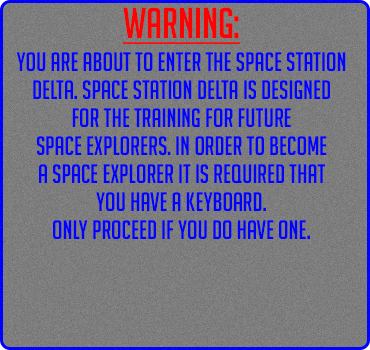 WARNING:
YOU ARE ABOUT TO ENTER THE SPACE STATION
DELTA. SPACE STATION DELTA IS DESIGNED
FOR THE TRAINING FOR FUTURE
SPACE EXPLORERS. IN ORDER TO BECOME
A SPACE EXPLORER IT IS REQUIRED THAT
YOU HAVE A KEYBOARD.
ONLY PROCEED IF YOU DO HAVE ONE.